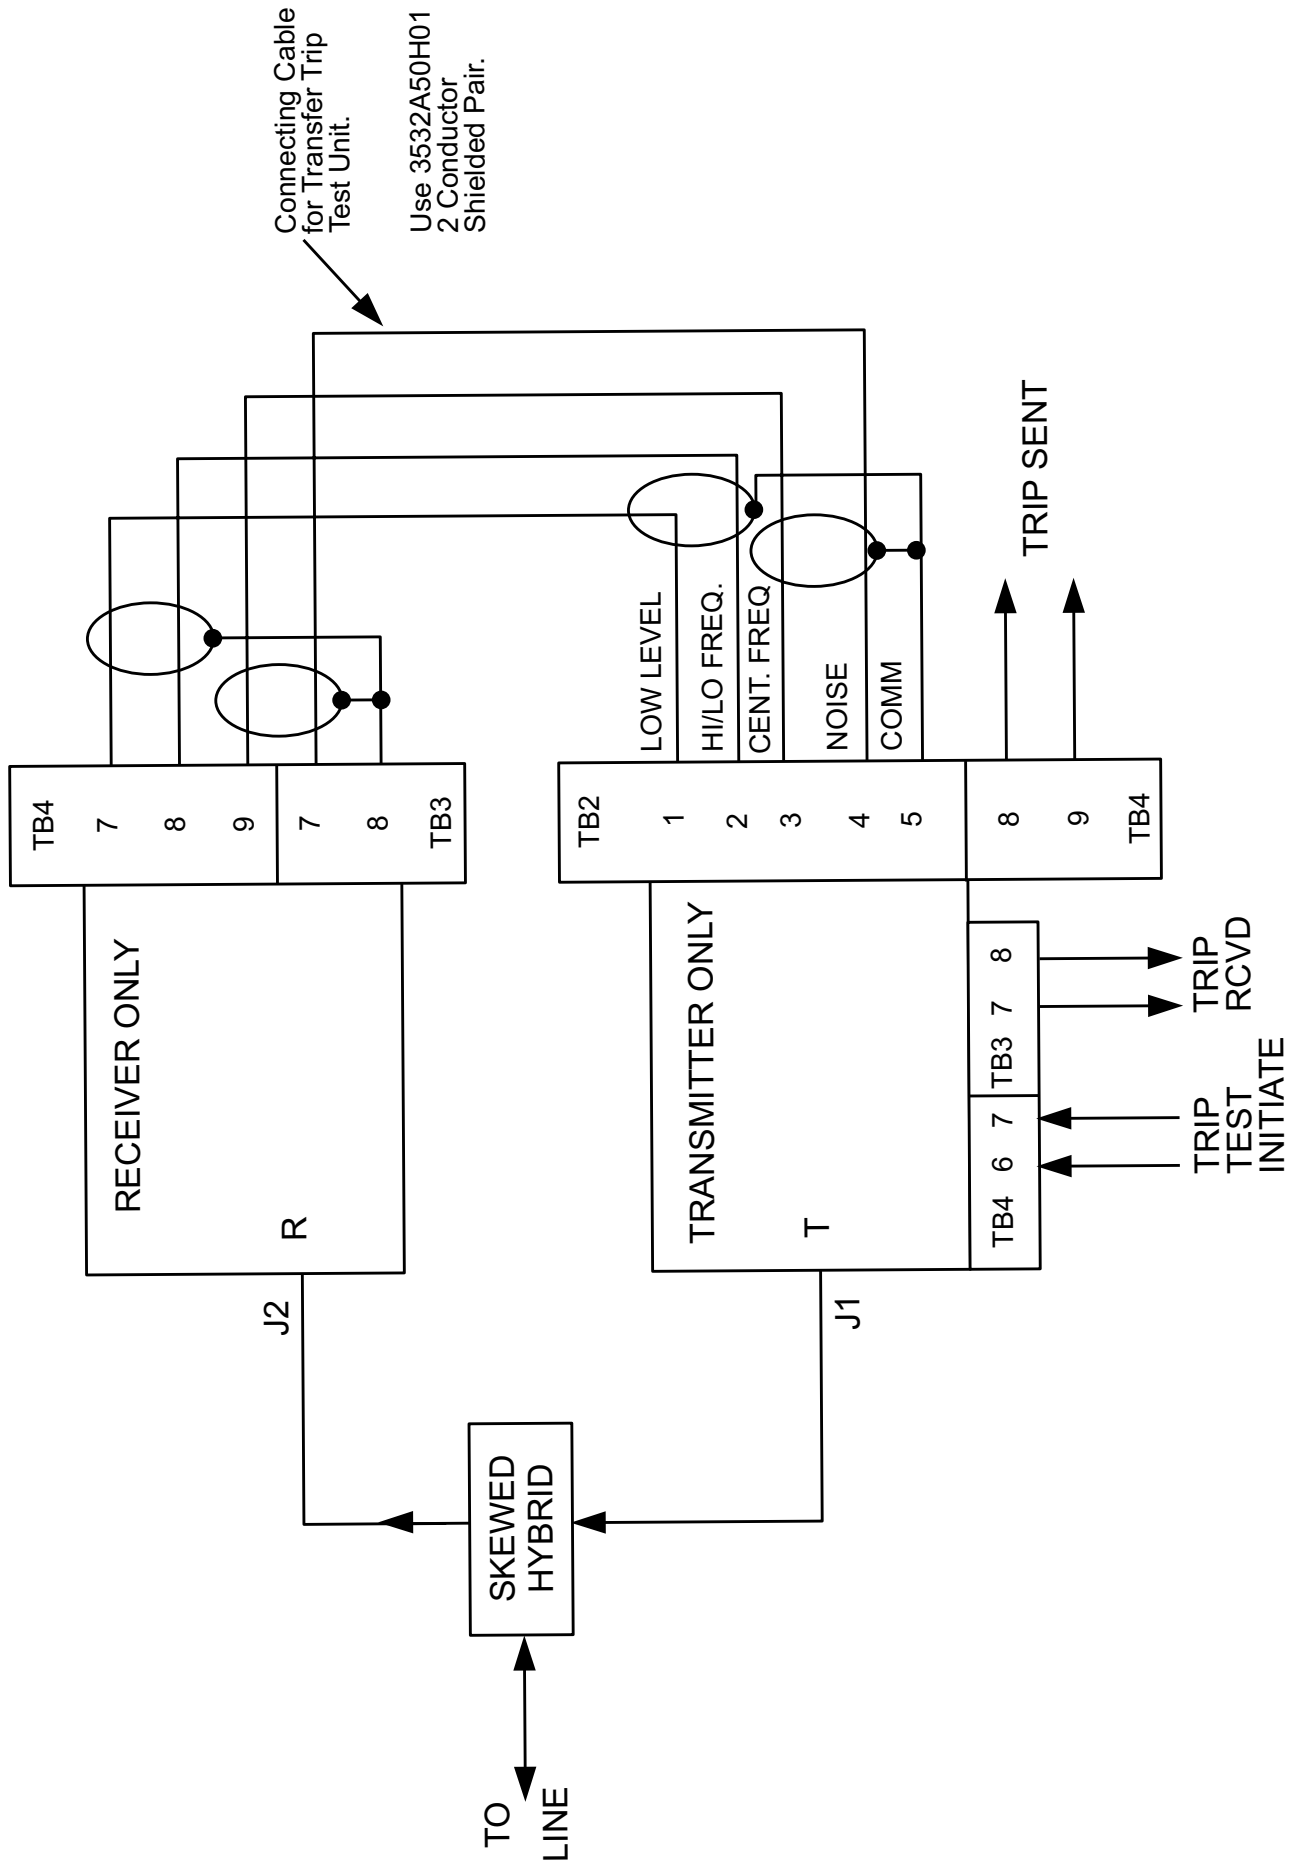 TB4
7
8
9
7
8
TB3
RECEIVER ONLY
R
J2
Connecting Cable
for Transfer Trip
Test Unit.
Use 3532A50H01
2 Conductor
Shielded Pair.
TO
LINE
SKEWED
HYBRID
LOW LEVEL
HI/LO FREQ.
CENT. FREQ
NOISE
COMM
TB2
1
2
3
4
5
8
9
TB4
TRANSMITTER ONLY
T
J1
TRIP SENT
TB4 6 7 TB3 7 8
TRIP
TEST
INITIATE
TRIP
RCVD